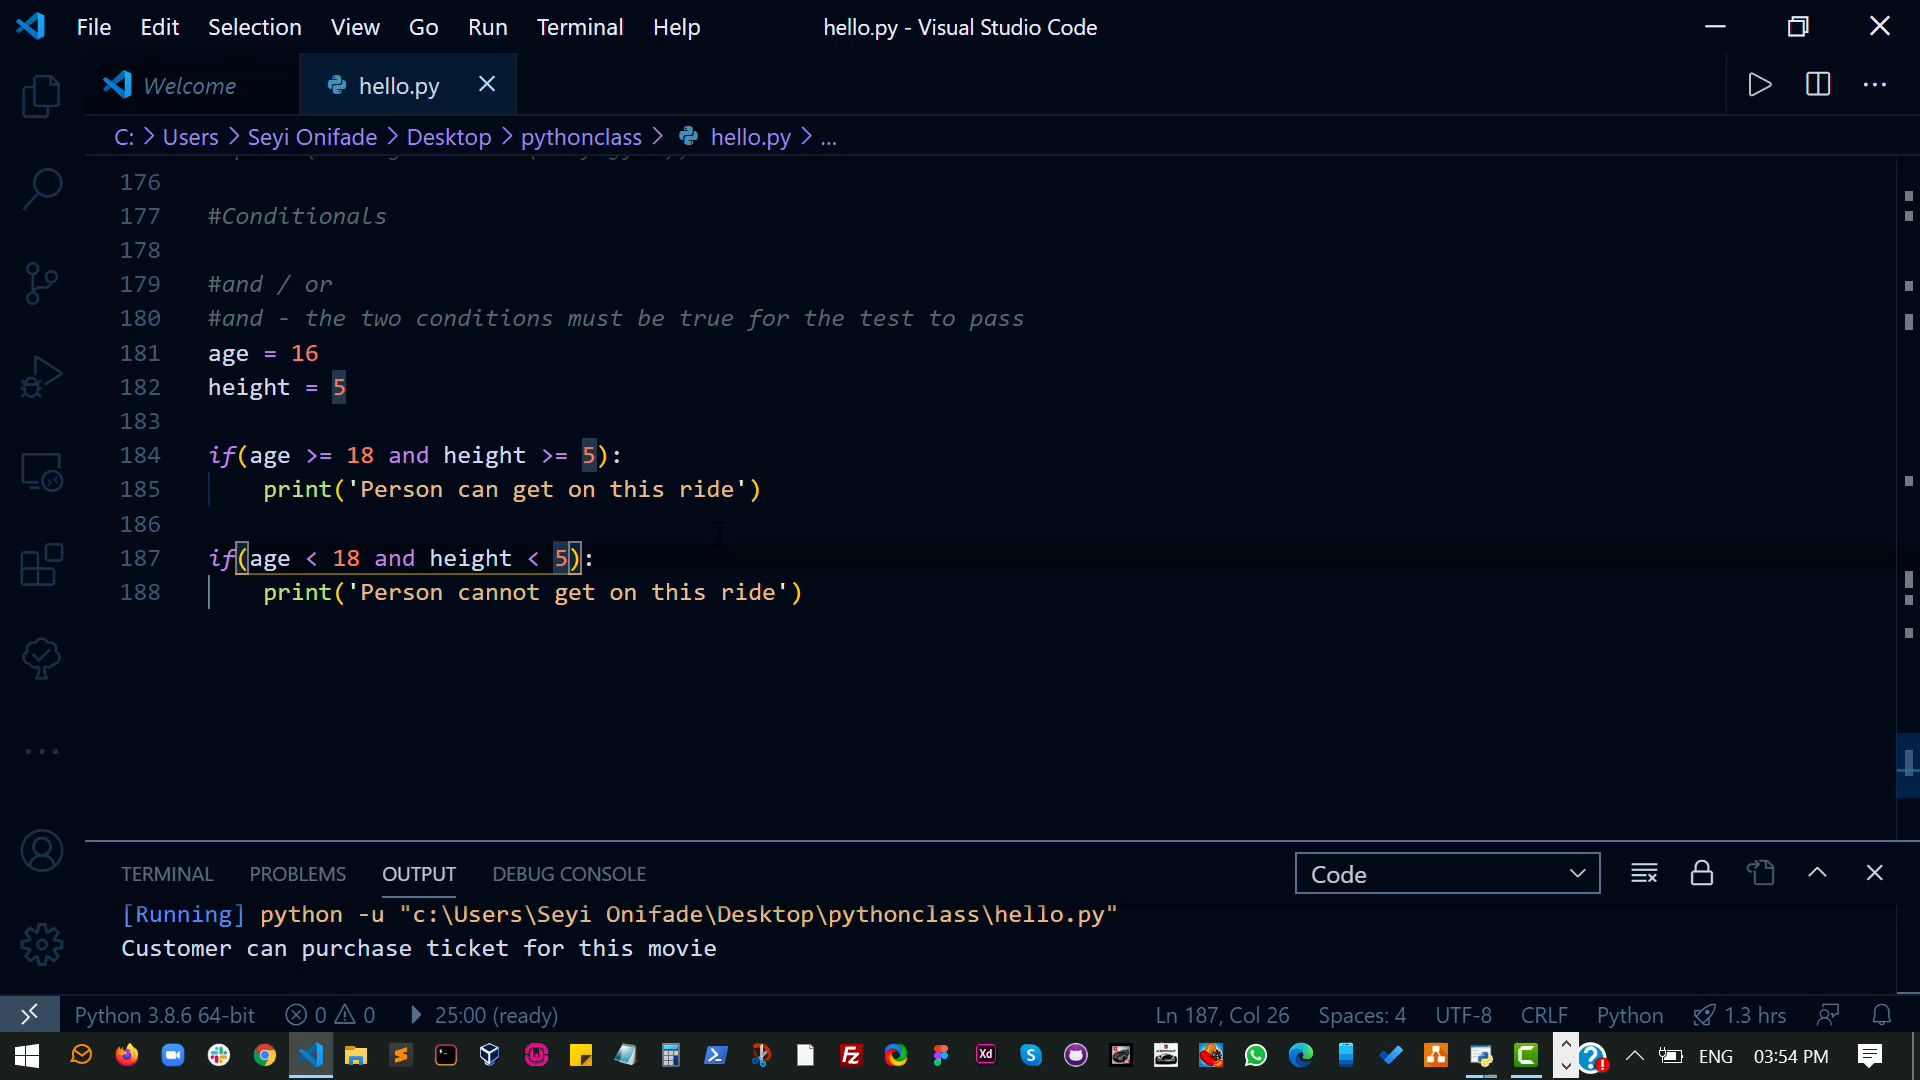 File Edit Selection View Go Run Terminal Help hello.py - Visual Studio Code
Welcome hello.py
C: > Users > Seyi Onifade > Desktop > pythonclass > hello.py > ...
176
177 #Conditionals
178
179 #and / or
180 #and - the two conditions must be true for the test to pass
181 age = 16
182 height = 5
183
184 if(age >= 18 and height >= 5):
185 print('Person can get on this ride')
186
187 if(age < 18 and height < 5):
188 print('Person cannot get on this ride')
TERMINAL PROBLEMS OUTPUT DEBUG CONSOLE Code
[Running] python -u "c:\Users\Seyi Onifade\Desktop\pythonclass\hello.py"
Customer can purchase ticket for this movie
Python 3.8.6 64-bit 0 0 25:00 (ready) Ln 187, Col 26 Spaces: 4 UTF-8 CRLF Python 1.3 hrs
Fz Xd ENG 03:54 PM